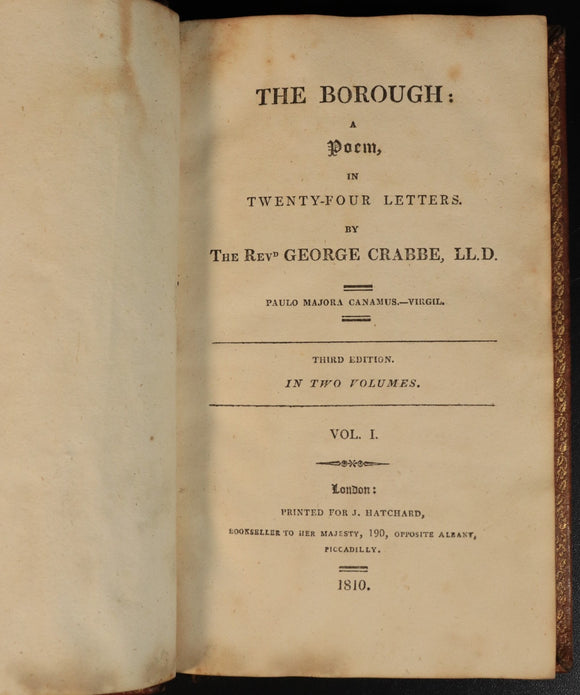 THE BOROUGH:
A
Poem,
IN
TWENTY-FOUR LETTERS.
BY
THE REVD GEORGE CRABBE, LL.D.
PAULO MAJORA CANAMUS.—VIRGIL.
THIRD EDITION.
IN TWO VOLUMES.
VOL. I.
London:
PRINTED FOR J. HATCHARD,
BOOKSELLER TO HER MAJESTY, 190, OPPOSITE ALBANY,
PICCADILLY.
1810.